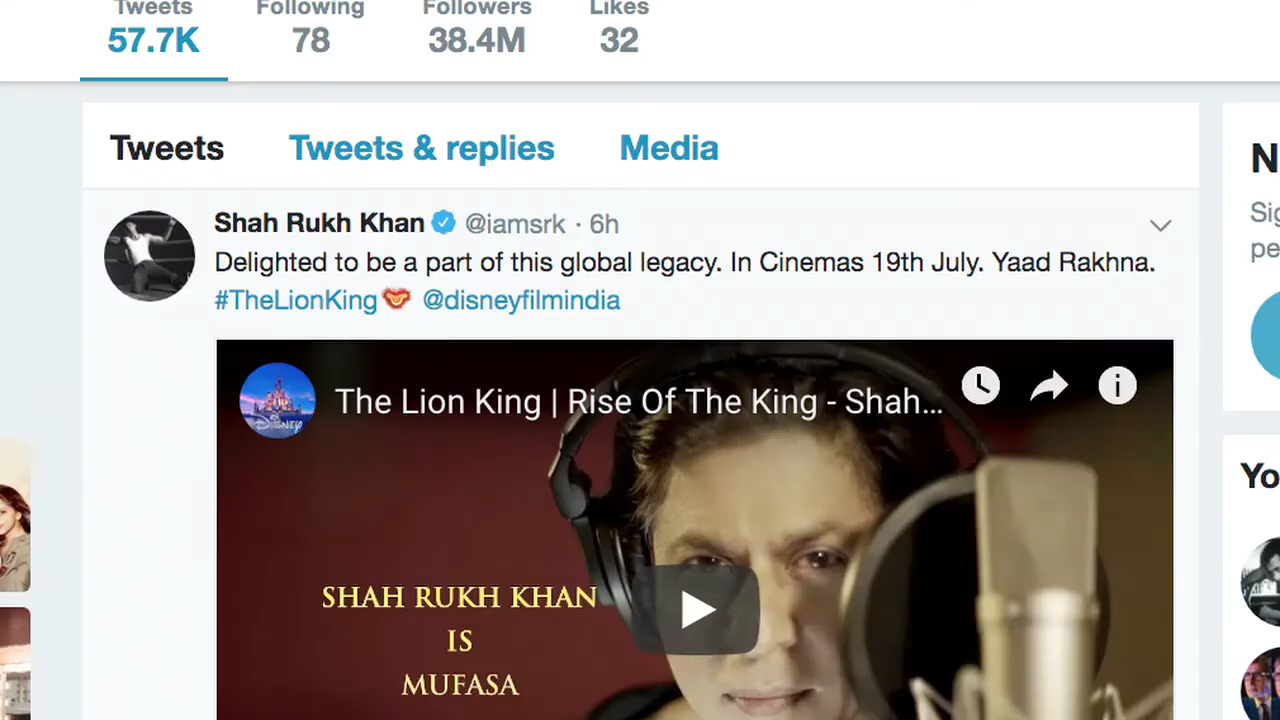 Tweets Following Followers Likes
57.7K 78 38.4M 32
Tweets Tweets & replies Media
Shah Rukh Khan @iamsrk · 6h
Delighted to be a part of this global legacy. In Cinemas 19th July. Yaad Rakhna.
#TheLionKing @disneyfilmindia
Disney
The Lion King | Rise Of The King - Shah...
SHAH RUKH KHAN
IS
MUFASA
N
Sig
pe
Yo